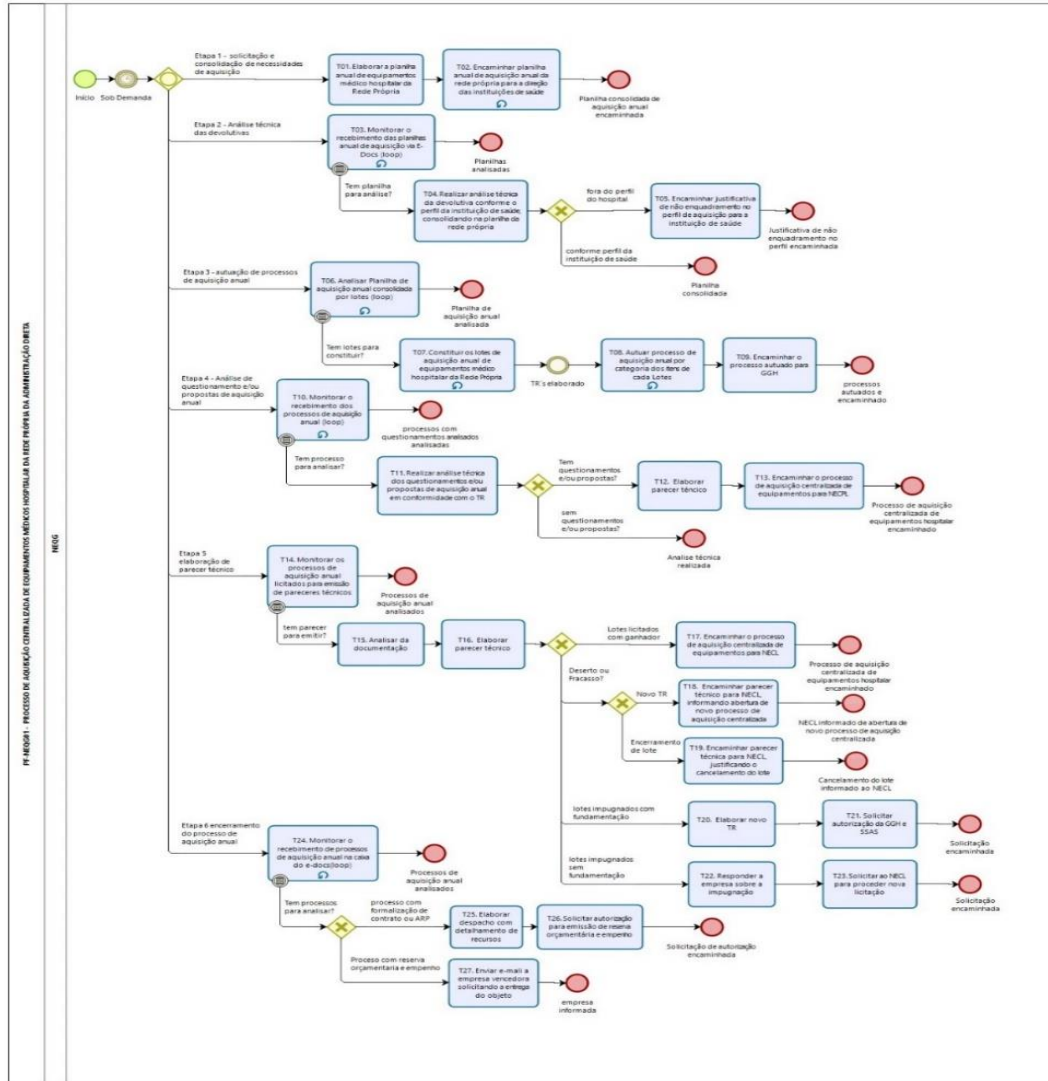 PF-NEQG01 - PROCESSO DE AQUISIÇÃO CENTRALIZADA DE EQUIPAMENTOS MÉDICOS HOSPITALAR DA REDE PRÓPRIA DA ADMINISTRAÇÃO DIRETA
NEQG
Início
Sob Demanda
Etapa 1 - solicitação e
consolidação de necessidades
de aquisição
T01. Elaborar a planilha
anual de equipamentos
médico hospitalar da
Rede Própria
T02. Encaminhar planilha
anual de aquisição anual da
rede própria para a direção
das instituições de saúde
Planilha consolidada de
aquisição anual
encaminhada
Etapa 2 - Análise técnica
das devolutivas
T03. Monitorar o
recebimento das planilhas
anual de aquisição via E-
Docs (loop)
Planilhas
analisadas
Tem planilha
para análise?
T04. Realizar análise técnica
da devolutiva conforme o
perfil da instituição de saúde,
consolidando na planilha da
rede própria
fora do perfil
do hospital
T05. Encaminhar justificativa
de não enquadramento no
perfil de aquisição para a
instituição de saúde
Justificativa de não
enquadramento no
perfil encaminhada
conforme perfil da
instituição de saúde
Planilha
consolidada
Etapa 3 - autuação de processos
de aquisição anual
T06. Analisar Planilha de
aquisição anual consolidada
por lotes (loop)
Planilha de
aquisição anual
analisada
Tem lotes para
constituir?
T07. Constituir os lotes de
aquisição anual de
equipamentos médico
hospitalar da Rede Própria
TR's elaborado
T08. Autuar processo de
aquisição anual por
categoria dos itens de
cada Lotes
T09. Encaminhar o
processo autuado para
GGH
processos
autuados e
encaminhado
Etapa 4 - Análise de
questionamento e/ou
propostas de aquisição
anual
T10. Monitorar o
recebimento dos
processos de aquisição
anual (loop)
processos com
questionamentos analisados
analisadas
Tem processo
para analisar?
T11. Realizar análise técnica
dos questionamentos e/ou
propostas de aquisição anual
em conformidade com o TR
Tem
questionamentos
e/ou propostas?
T12. Elaborar
parecer téncico
T13. Encaminhar o processo
de aquisição centralizada de
equipamentos para NECPL
Processo de aquisição
centralizada de
equipamentos hospitalar
encaminhado
sem
questionamentos
e/ou propostas?
Analise técnica
realizada
Etapa 5
elaboração de
parecer técnico
T14. Monitorar os
processos de
aquisição anual
licitados para emissão
de pareceres técnicos
Processos de
aquisição anual
analisados
tem parecer
para emitir?
T15. Analisar da
documentação
T16. Elaborar
parecer técnico
Lotes licitados
com ganhador
T17. Encaminhar o processo
de aquisição centralizada de
equipamentos para NECL
Processo de aquisição
centralizada de
equipamentos hospitalar
encaminhado
Deserto ou
Fracasso?
Novo TR
T18. Encaminhar parecer
técnico para NECL,
informando abertura de
novo processo de
aquisição centralizada
NECL informado de abertura de
novo processo de aquisição
centralizada
Encerramento
de lote
T19. Encaminhar parecer
técnica para NECL,
justificando o
cancelamento do lote
Cancelamento do lote
informado ao NECL
lotes impugnados com
fundamentação
T20. Elaborar novo
TR
T21. Solicitar
autorização da GGH e
SSAS
Solicitação
encaminhada
lotes impugnados
sem
fundamentação
T22. Responder a
empresa sobre a
impugnação
T23.Solicitar ao NECL
para proceder nova
licitação
Solicitação
encaminhada
Etapa 6 encerramento
do processo de
aquisição anual
T24. Monitorar o
recebimento de processos
de aquisição anual na caixa
do e-docs(loop)
Processos de
aquisição anual
analisados
Tem processos
para analisar?
processo com
formalização de
contrato ou ARP
T25. Elaborar
despacho com
detalhamento de
recursos
T26.Solicitar autorização
para emissão de reserva
orçamentária e empenho
Solicitação de autorização
encaminhada
Proceso com reserva
orçamentaria e empenho
T27. Enviar e-mail a
empresa vencedora
solicitando a entrega
do objeto
empresa
informada